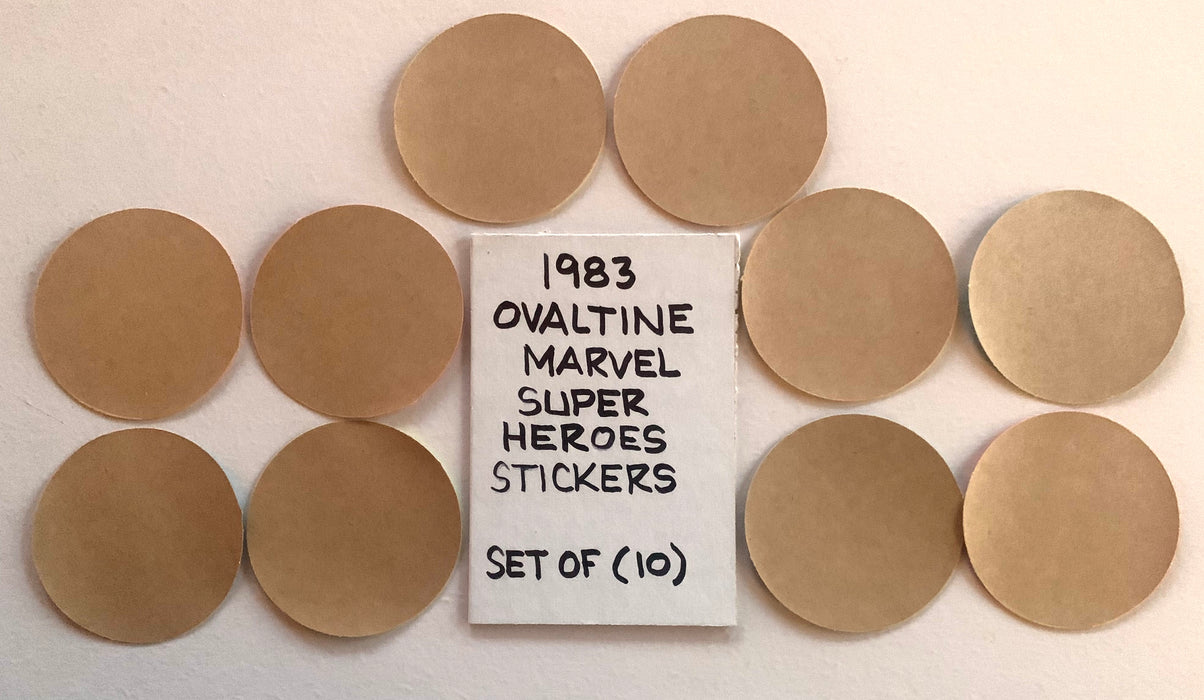 1983
OVALTINE
MARVEL
SUPER
HEROES
STICKERS
SET OF (10)